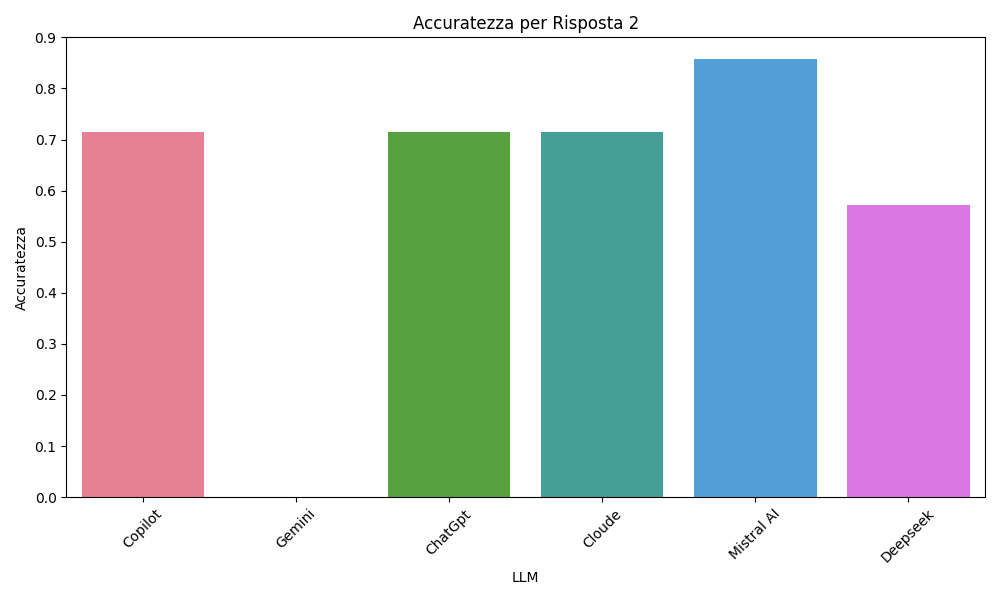 Accuratezza per Risposta 2
Accuratezza
0.9
0.8
0.7
0.6
0.5
0.4
0.3
0.2
0.1
0.0
Copilot
Gemini
ChatGpt
Cloude
Mistral AI
Deepseek
LLM